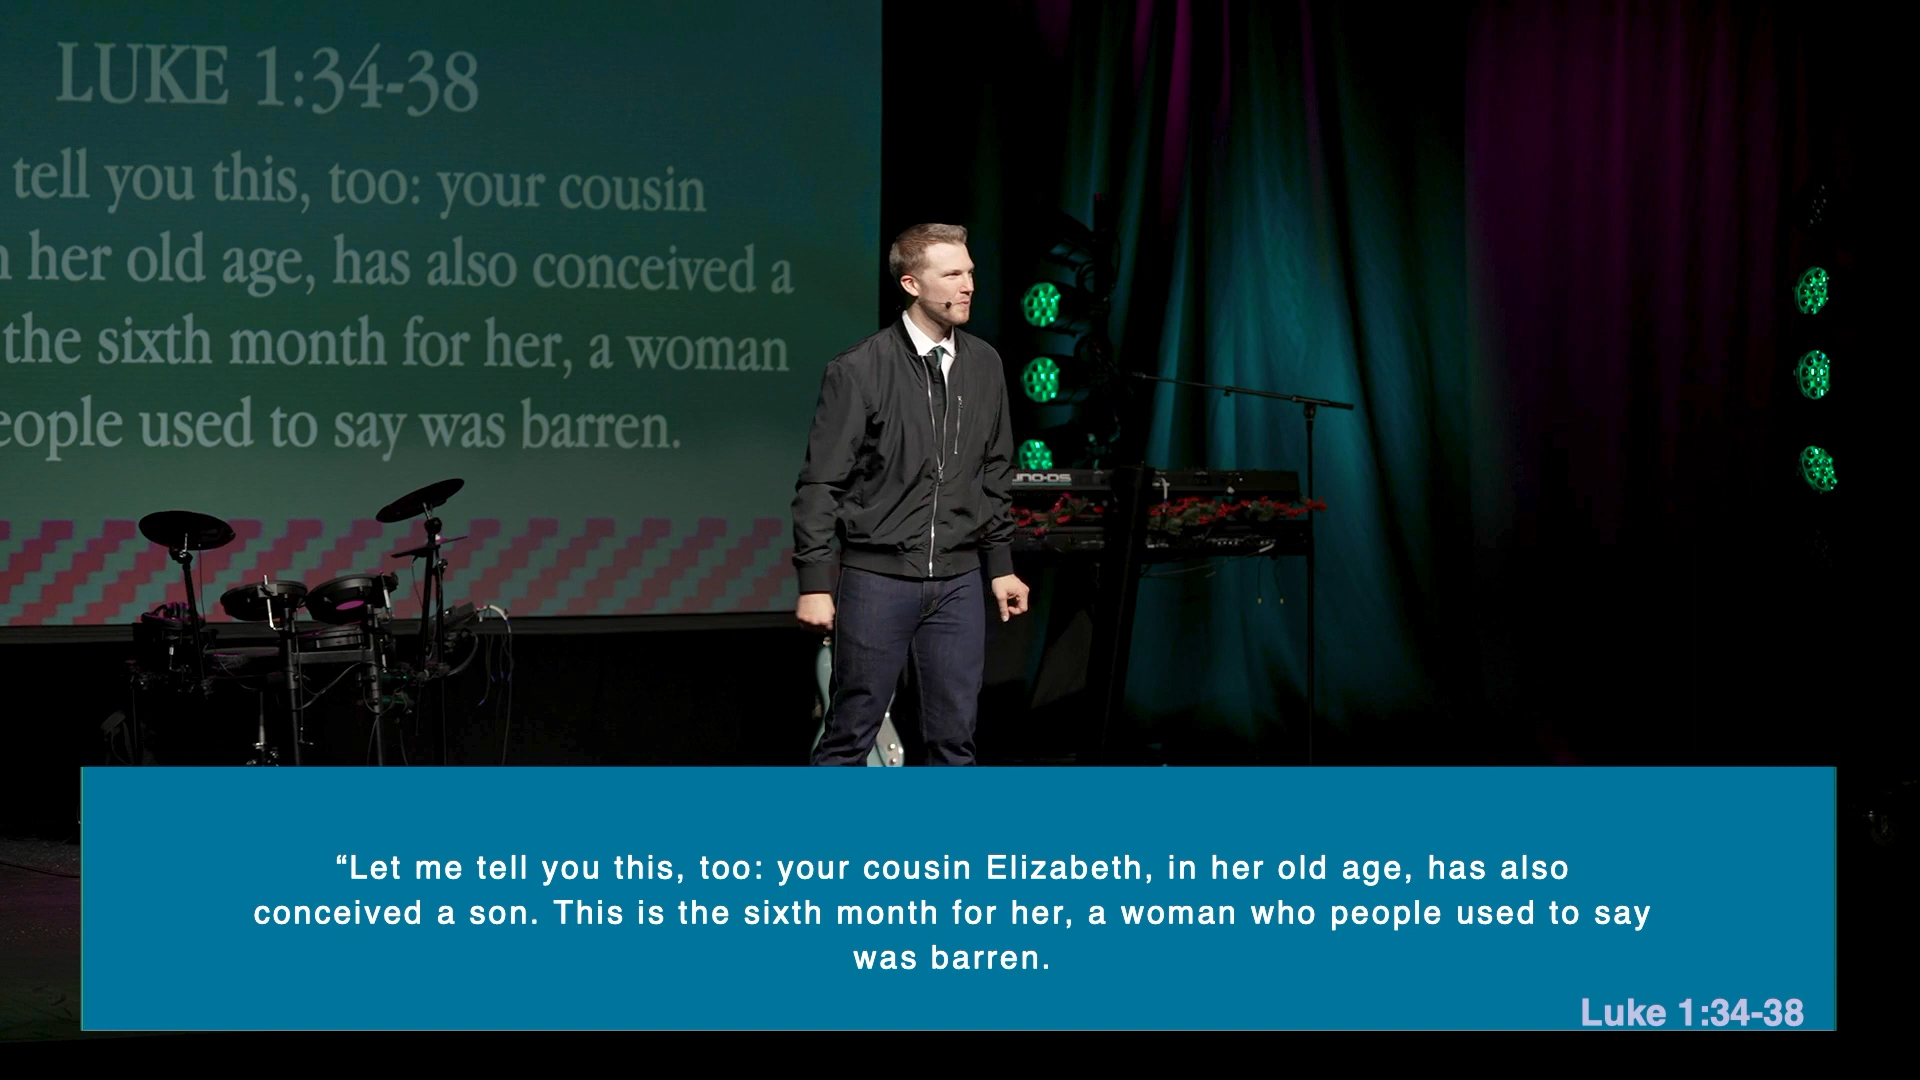 LUKE 1:34-38
tell you this, too: your cousin
her old age, has also conceived a
the sixth month for her, a woman
people used to say was barren.
JUNO-DS
“Let me tell you this, too: your cousin Elizabeth, in her old age, has also
conceived a son. This is the sixth month for her, a woman who people used to say
was barren.
Luke 1:34-38